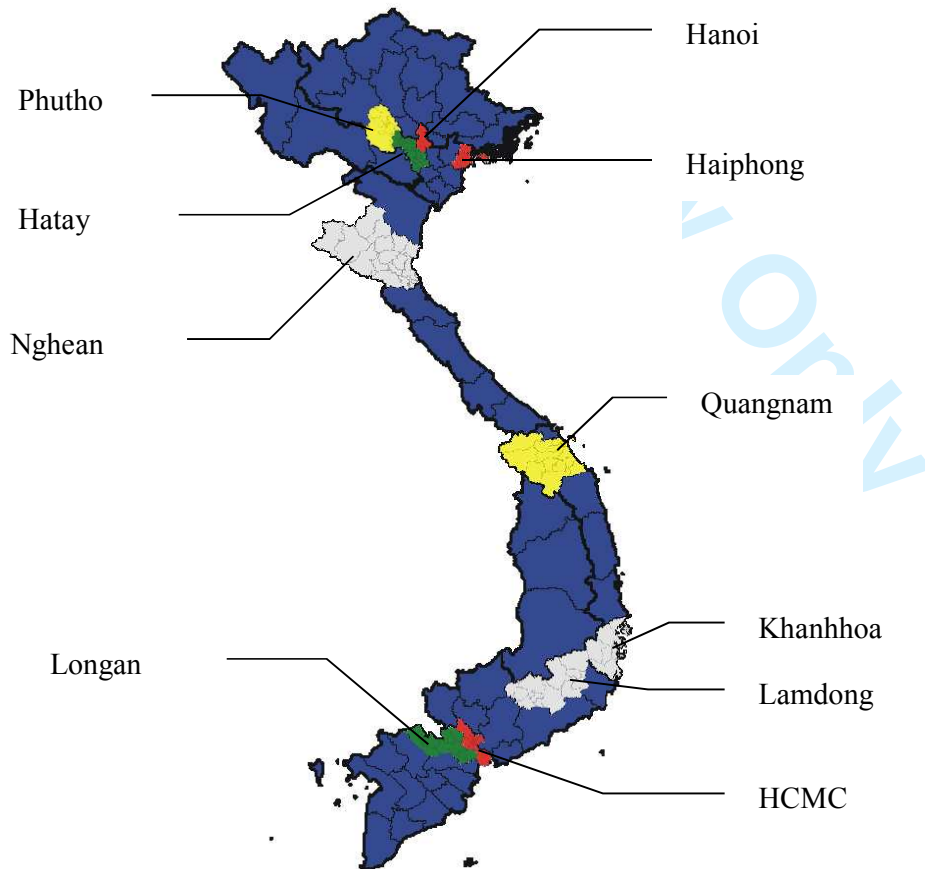 Hanoi
Phutho
Haiphong
Hatay
Nghean
Quangnam
Khanhhoa
Longan
Lamdong
HCMC